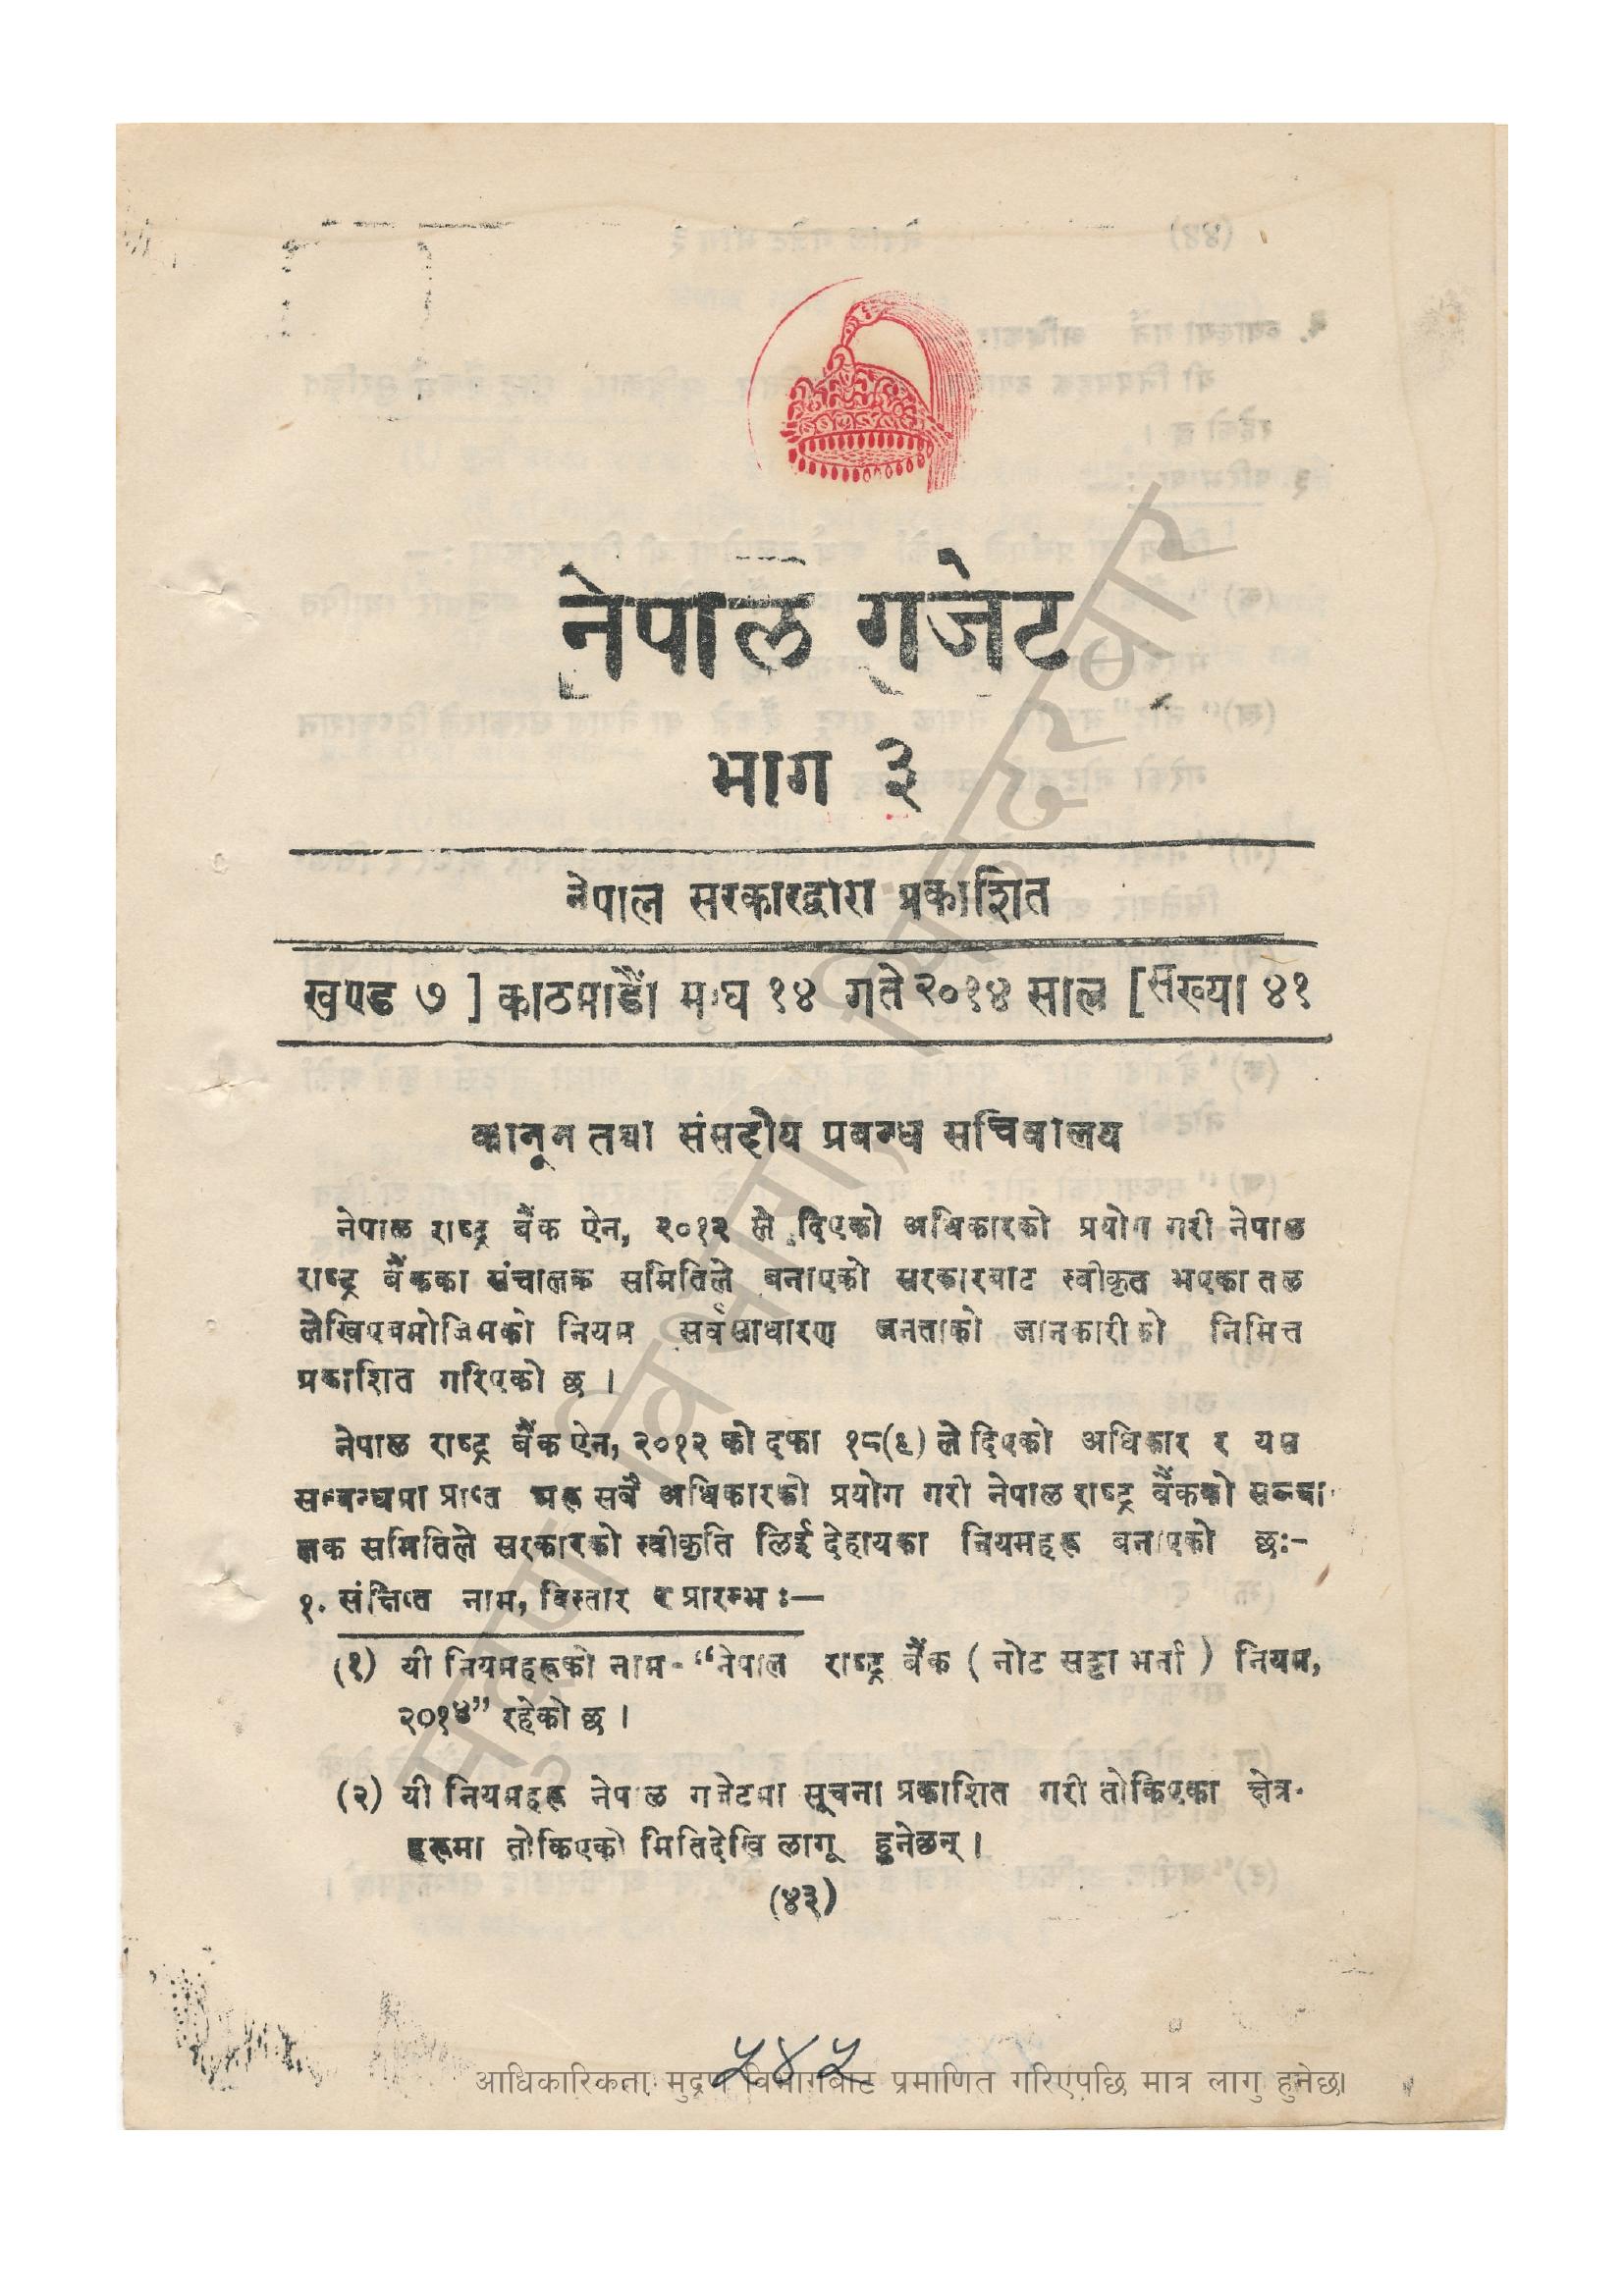 नेपाल गजेट
भाग ३
नेपाल सरकारद्वारा प्रकाशित
खण्ड ७ ] काठमाडौं माघ १४ गते २०१४ साल [ संख्या ४१
कानून तथा संसदीय प्रबन्ध सचिवालय
नेपाल राष्ट्र बैंक ऐन, २०१२ ले दिएको अधिकारको प्रयोग गरी नेपाल
राष्ट्र बैंकका संचालक समितिले बनाएको सरकारबाट स्वीकृत भएका तल
लेखिएबमोजिमको नियम सर्वसाधारण जनताको जानकारीको निमित्त
प्रकाशित गरिएको छ ।
नेपाल राष्ट्र बैंक ऐन, २०१२ को दफा १८(६) ले दिएको अधिकार र यस
सम्बन्धमा प्राप्त अरू सबै अधिकारको प्रयोग गरी नेपाल राष्ट्र बैंकको सञ्चा
लक समितिले सरकारको स्वीकृति लिई देहायका नियमहरू बनाएको छः-
१. संक्षिप्त नाम, विस्तार र प्रारम्भ :—
(१) यी नियमहरूको नाम- “नेपाल राष्ट्र बैंक ( नोट सट्टा भर्ना ) नियम,
२०१४” रहेको छ ।
(२) यी नियमहरू नेपाल गजेटमा सूचना प्रकाशित गरी तोकिएका क्षेत्र-
हरूमा तोकिएको मितिदेखि लागू हुनेछन् ।
(४३)
५४५
आधिकारिकता मुद्रण विभागबाट प्रमाणित गरिएपछि मात्र लागु हुनेछ।
मुद्रण विभाग, सिंहदरबार